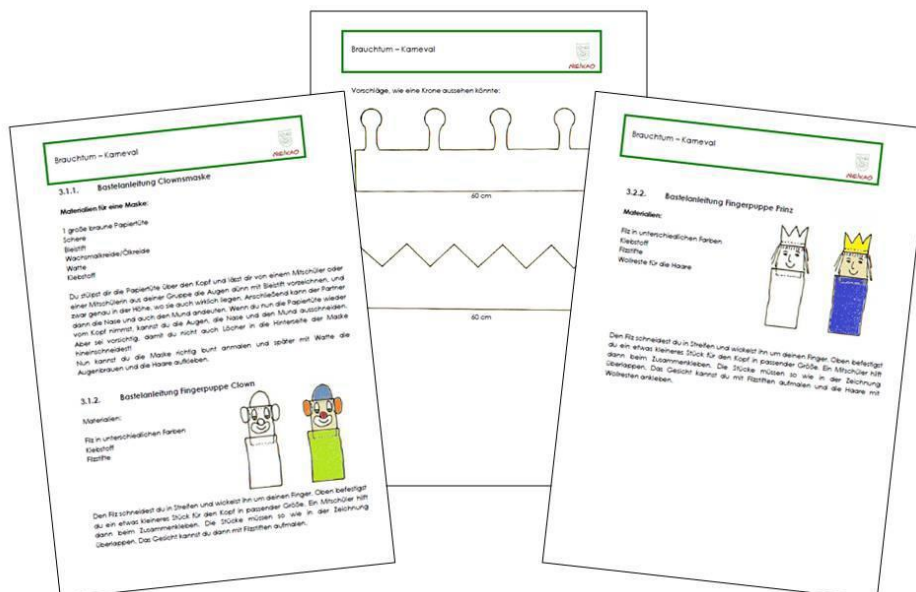 Brauchtum – Karneval
3.1.1. Bastelanleitung Clownsmaske
Materialien für eine Maske:
1 große braune Papiertüte
Schere
Bleistift
Wachsmalkreide/Ölkreide
Watte
Klebstoff
Du stülpst dir die Papiertüte über den Kopf und lässt dir von einem Mitschüler oder
einer Mitschülerin aus deiner Gruppe die Augen dünn mit Bleistift vorzeichnen, und
zwar genau in der Höhe, wo sie auch wirklich liegen. Anschließend kann der Partner
dann die Nase und auch den Mund andeuten. Wenn du nun die Papiertüte wieder
vom Kopf nimmst, kannst du die Augen, die Nase und den Mund ausschneiden.
Aber sei vorsichtig, damit du nicht auch Löcher in die Hinterseite der Maske
hineinschneidest!
Nun kannst du die Maske richtig bunt anmalen und später mit Watte die
Augenbrauen und die Haare aufkleben.
3.1.2. Bastelanleitung Fingerpuppe Clown
Materialien:
Filz in unterschiedlichen Farben
Klebstoff
Filzstifte
Den Filz schneidest du in Streifen und wickelst ihn um deinen Finger. Oben befestigst
du ein etwas kleineres Stück für den Kopf in passender Größe. Ein Mitschüler hilft
dann beim Zusammenkleben. Die Stücke müssen so wie in der Zeichnung
überlappen. Das Gesicht kannst du dann mit Filzstiften aufmalen.
Brauchtum – Karneval
Vorschläge, wie eine Krone aussehen könnte:
60 cm
60 cm
Brauchtum – Karneval
3.2.2. Bastelanleitung Fingerpuppe Prinz
Materialien:
Filz in unterschiedlichen Farben
Klebstoff
Filzstifte
Wollreste für die Haare
Den Filz schneidest du in Streifen und wickelst ihn um deinen Finger. Oben befestigst
du ein etwas kleineres Stück für den Kopf in passender Größe. Ein Mitschüler hilft
dann beim Zusammenkleben. Die Stücke müssen so wie in der Zeichnung
überlappen. Das Gesicht kannst du mit Filzstiften aufmalen und die Haare mit
Wollresten ankleben.